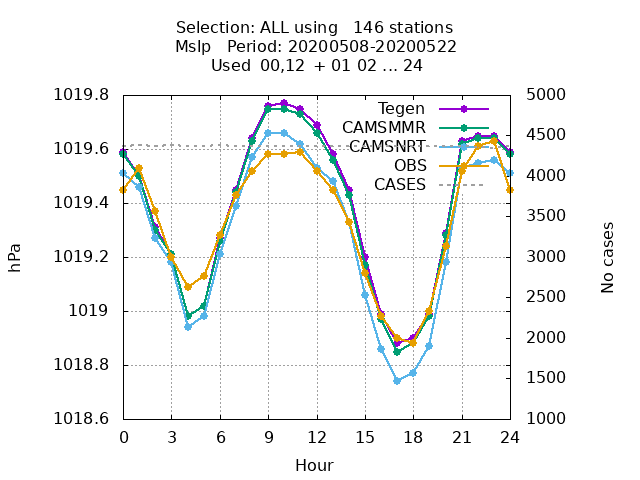 Selection: ALL using   146 stations
Mslp   Period: 20200508-20200522
Used  00,12  + 01 02 ... 24
1019.8
1019.6
1019.4
1019.2
1019
1018.8
1018.6
5000
4500
4000
3500
3000
2500
2000
1500
1000
Tegen
CAMSMMR
CAMSNRT
OBS
CASES
hPa
No cases
0 3 6 9 12 15 18 21 24
Hour